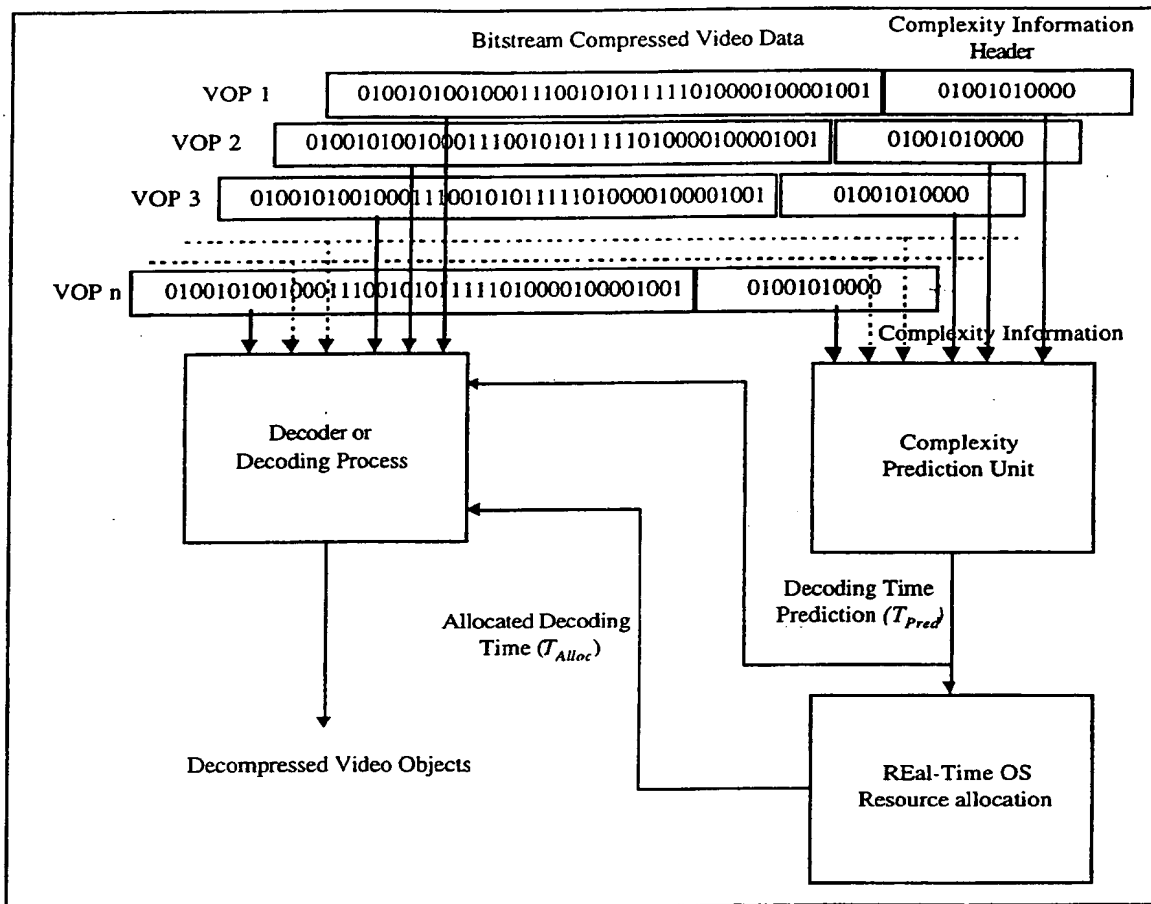 Bitstream Compressed Video Data
Complexity Information
Header
VOP 1 010010100100011100101011111010000100001001 01001010000
VOP 2 010010100100011100101011111010000100001001 01001010000
VOP 3 010010100100011100101011111010000100001001 01001010000
VOP n 010010100100011100101011111010000100001001 01001010000
Complexity Information
Decoder or
Decoding Process
Complexity
Prediction Unit
Decoding Time
Prediction (T_Pred)
Allocated Decoding
Time (T_Alloc)
Decompressed Video Objects
REal-Time OS
Resource allocation